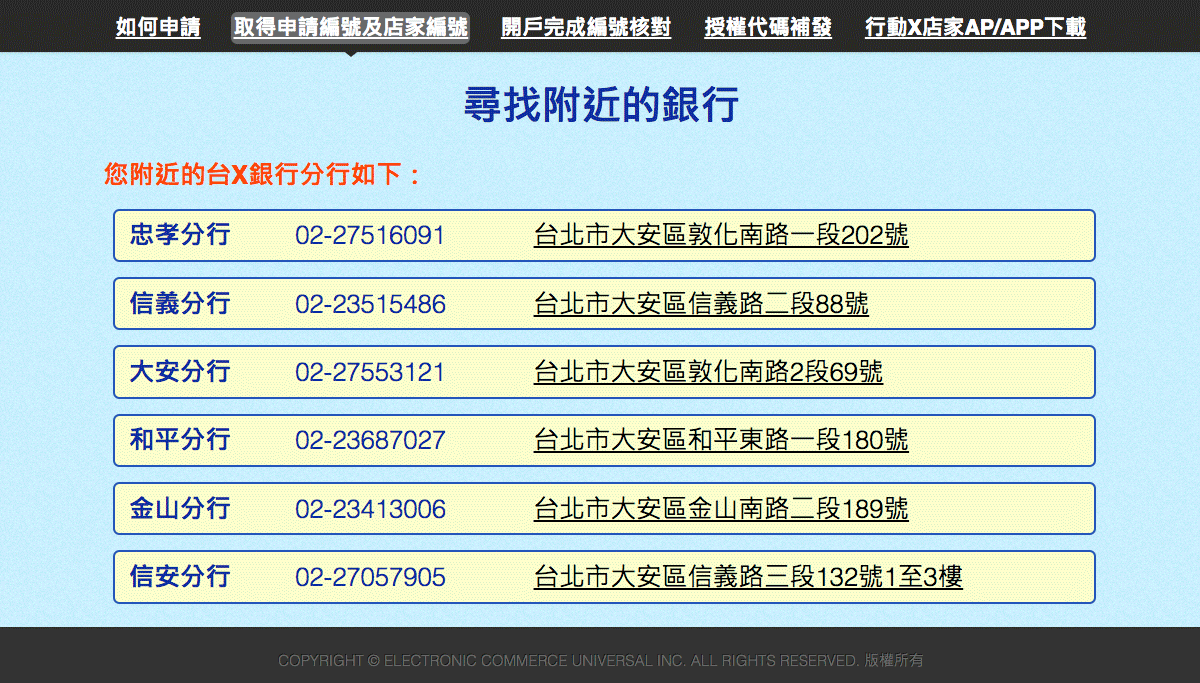 如何申請 取得申請編號及店家編號 開戶完成編號核對 授權代碼補發 行動X店家AP/APP下載
尋找附近的銀行
您附近的台X銀行分行如下：
忠孝分行 02-27516091 台北市大安區敦化南路一段202號
信義分行 02-23515486 台北市大安區信義路二段88號
大安分行 02-27553121 台北市大安區敦化南路2段69號
和平分行 02-23687027 台北市大安區和平東路一段180號
金山分行 02-23413006 台北市大安區金山南路二段189號
信安分行 02-27057905 台北市大安區信義路三段132號1至3樓
COPYRIGHT © ELECTRONIC COMMERCE UNIVERSAL INC. ALL RIGHTS RESERVED. 版權所有